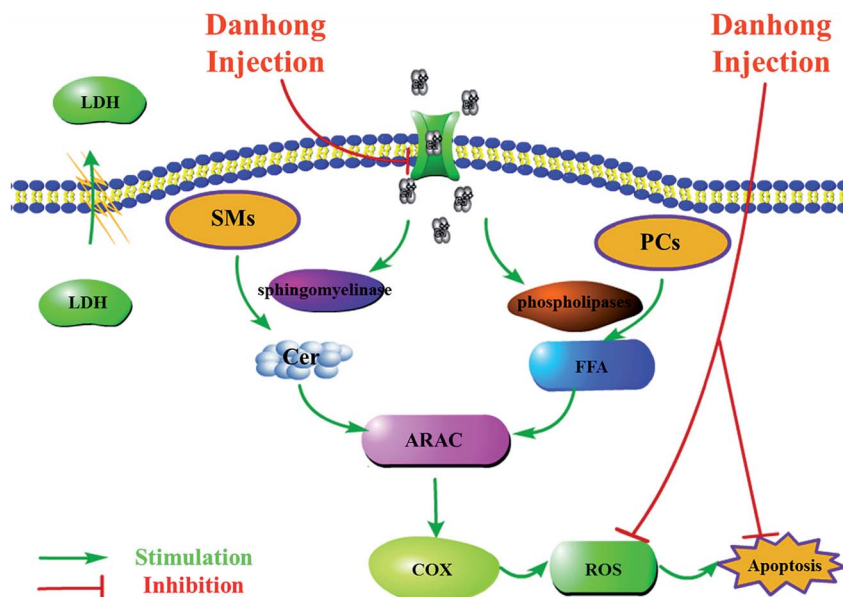 Danhong
Injection
Danhong
Injection
LDH
SMs
PCs
LDH
sphingomyelinase
phospholipases
Cer
FFA
ARAC
COX
ROS
Apoptosis
Stimulation
Inhibition